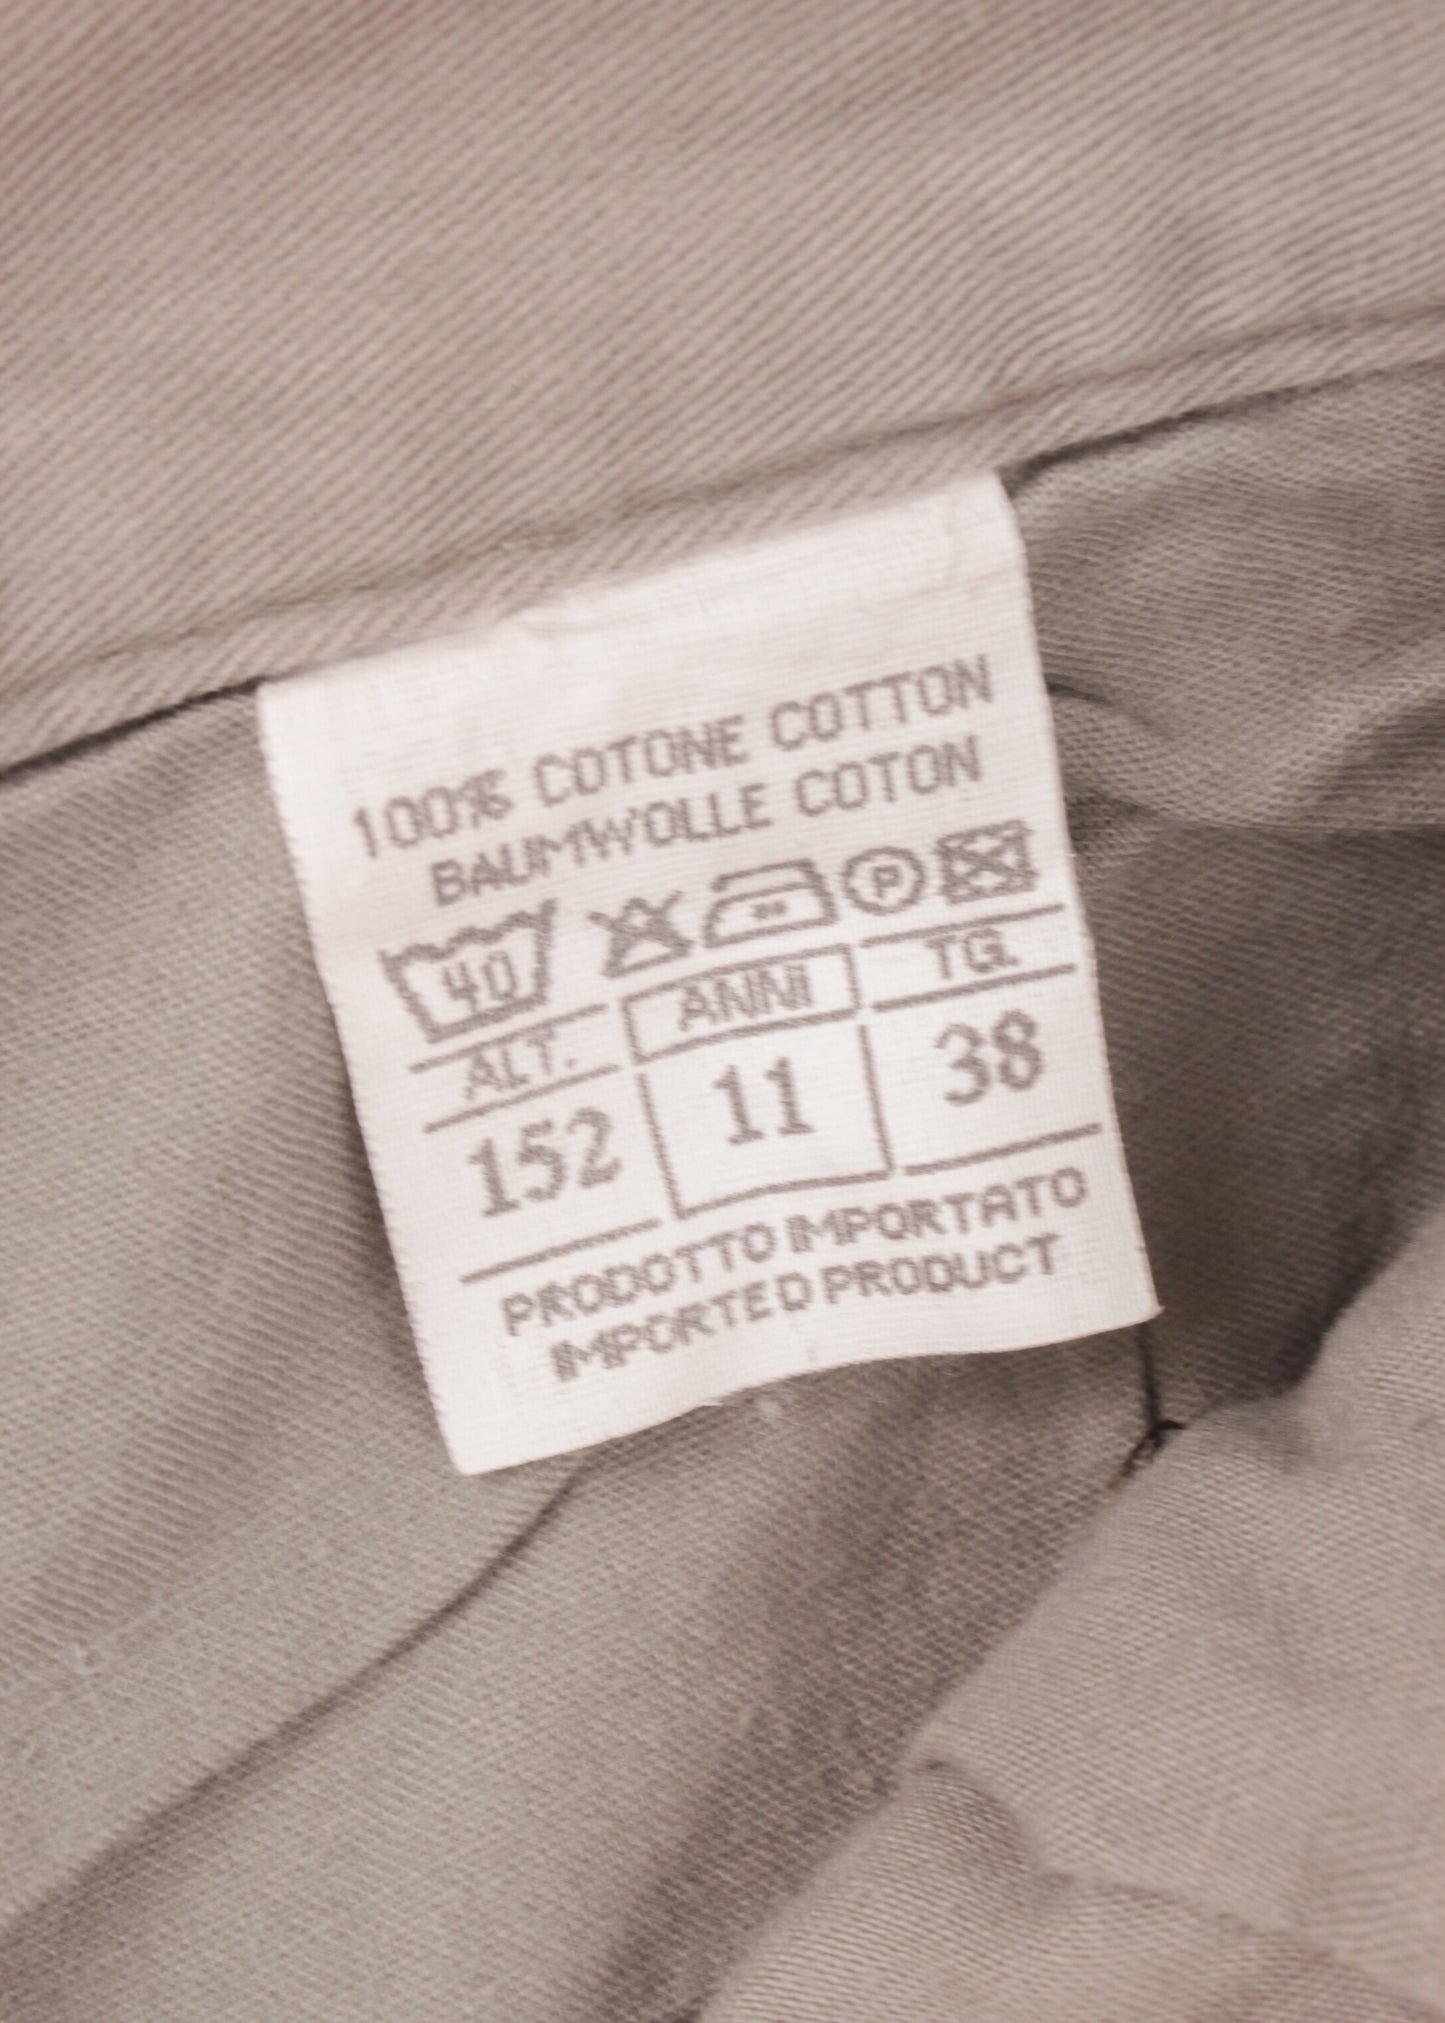 100% COTONE COTTON
BAUMWOLLE COTON
40 P
ALT. ANNI TG.
152 11 38
PRODOTTO IMPORTATO
IMPORTED PRODUCT